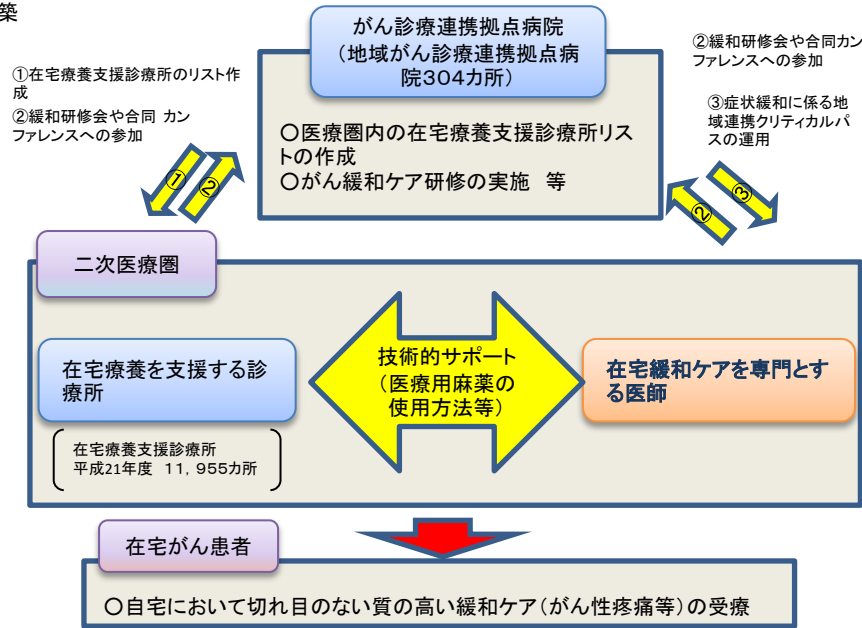 築
がん診療連携拠点病院
（地域がん診療連携拠点病
院304カ所）
①在宅療養支援診療所のリスト作
成
②緩和研修会や合同 カン
ファレンスへの参加
②緩和研修会や合同カン
ファレンスへの参加
③症状緩和に係る地
域連携クリティカルパ
スの運用
○医療圏内の在宅療養支援診療所リス
トの作成
○がん緩和ケア研修の実施　等
①
②
②
③
二次医療圏
在宅療養を支援する診
療所
技術的サポート
（医療用麻薬の
使用方法等）
在宅緩和ケアを専門とす
る医師
在宅療養支援診療所
平成21年度　11，955カ所
在宅がん患者
○自宅において切れ目のない質の高い緩和ケア（がん性疼痛等）の受療